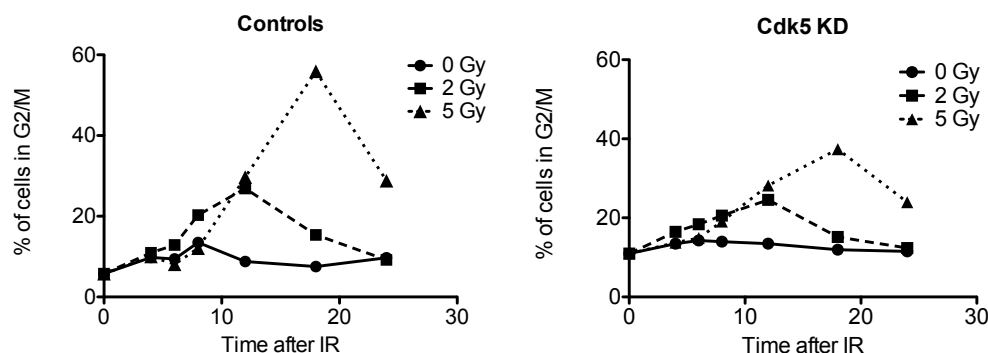 Controls
60
40
20
0
% of cells in G2/M
0 10 20 30
Time after IR
0 Gy
2 Gy
5 Gy
Cdk5 KD
60
40
20
0
% of cells in G2/M
0 10 20 30
Time after IR
0 Gy
2 Gy
5 Gy